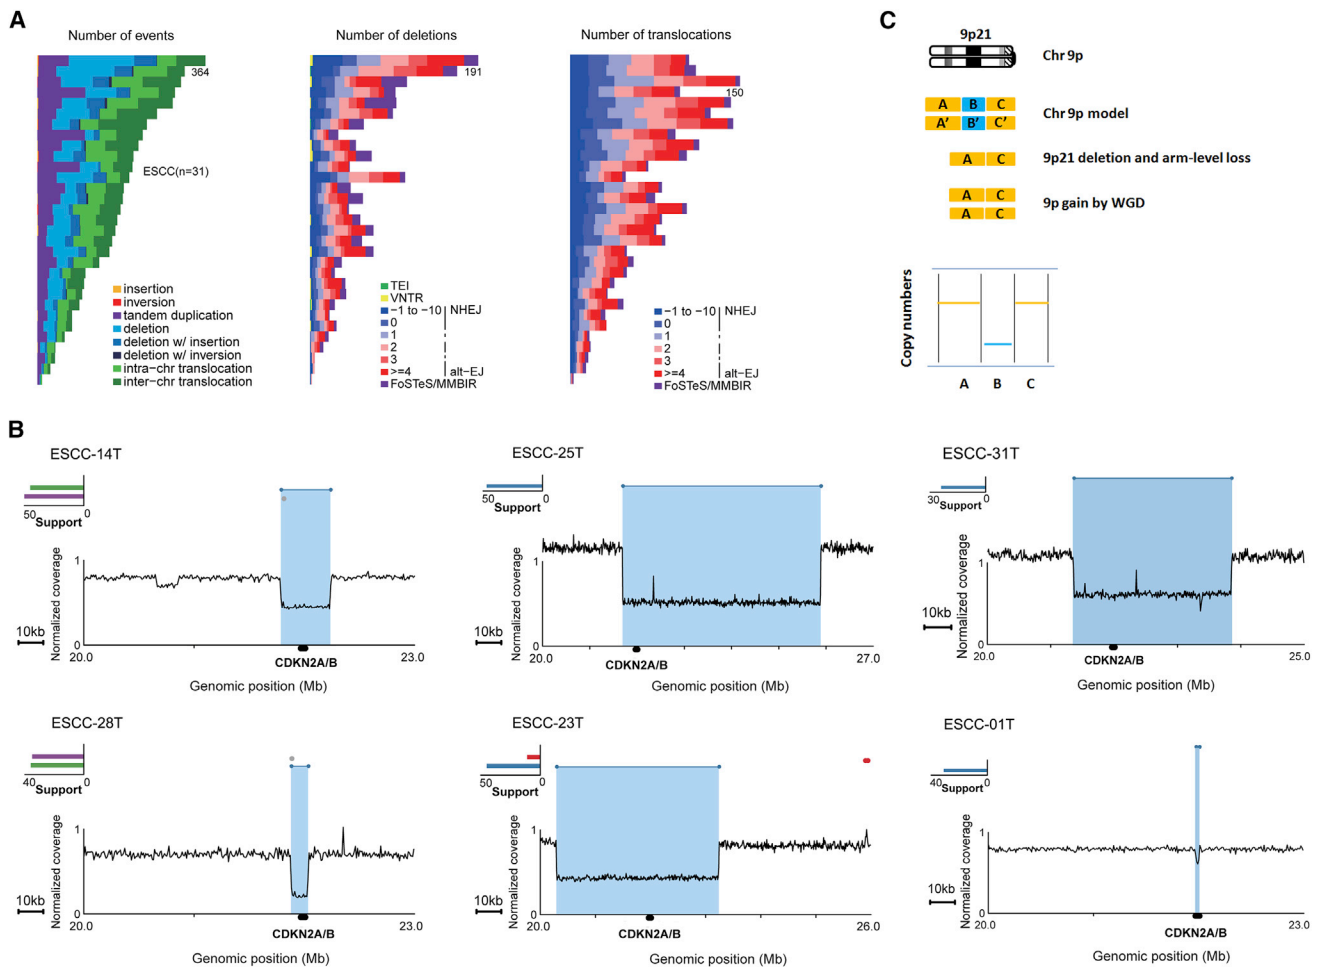 A
Number of events
364
ESCC(n=31)
insertion
inversion
tandem duplication
deletion
deletion w/ insertion
deletion w/ inversion
intra-chr translocation
inter-chr translocation
Number of deletions
191
TEI
VNTR
−1 to −10 NHEJ
0
1
2
3
>=4 alt-EJ
FoSTeS/MMBIR
Number of translocations
150
−1 to −10 NHEJ
0
1
2
3
>=4 alt-EJ
FoSTeS/MMBIR
C
9p21
Chr 9p
A B C
A′ B′ C′
Chr 9p model
A C
9p21 deletion and arm-level loss
A C
A C
9p gain by WGD
Copy numbers
A B C
B
ESCC-14T
50 0
Support
Normalized coverage
1
0
10kb
20.0 23.0
CDKN2A/B
Genomic position (Mb)
ESCC-25T
50 0
Support
Normalized coverage
1
0
10kb
20.0 27.0
CDKN2A/B
Genomic position (Mb)
ESCC-31T
30 0
Support
Normalized coverage
1
0
10kb
20.0 25.0
CDKN2A/B
Genomic position (Mb)
ESCC-28T
40 0
Support
Normalized coverage
1
0
10kb
20.0 23.0
CDKN2A/B
Genomic position (Mb)
ESCC-23T
50 0
Support
Normalized coverage
1
0
10kb
20.0 26.0
CDKN2A/B
Genomic position (Mb)
ESCC-01T
40 0
Support
Normalized coverage
1
0
10kb
20.0 23.0
CDKN2A/B
Genomic position (Mb)